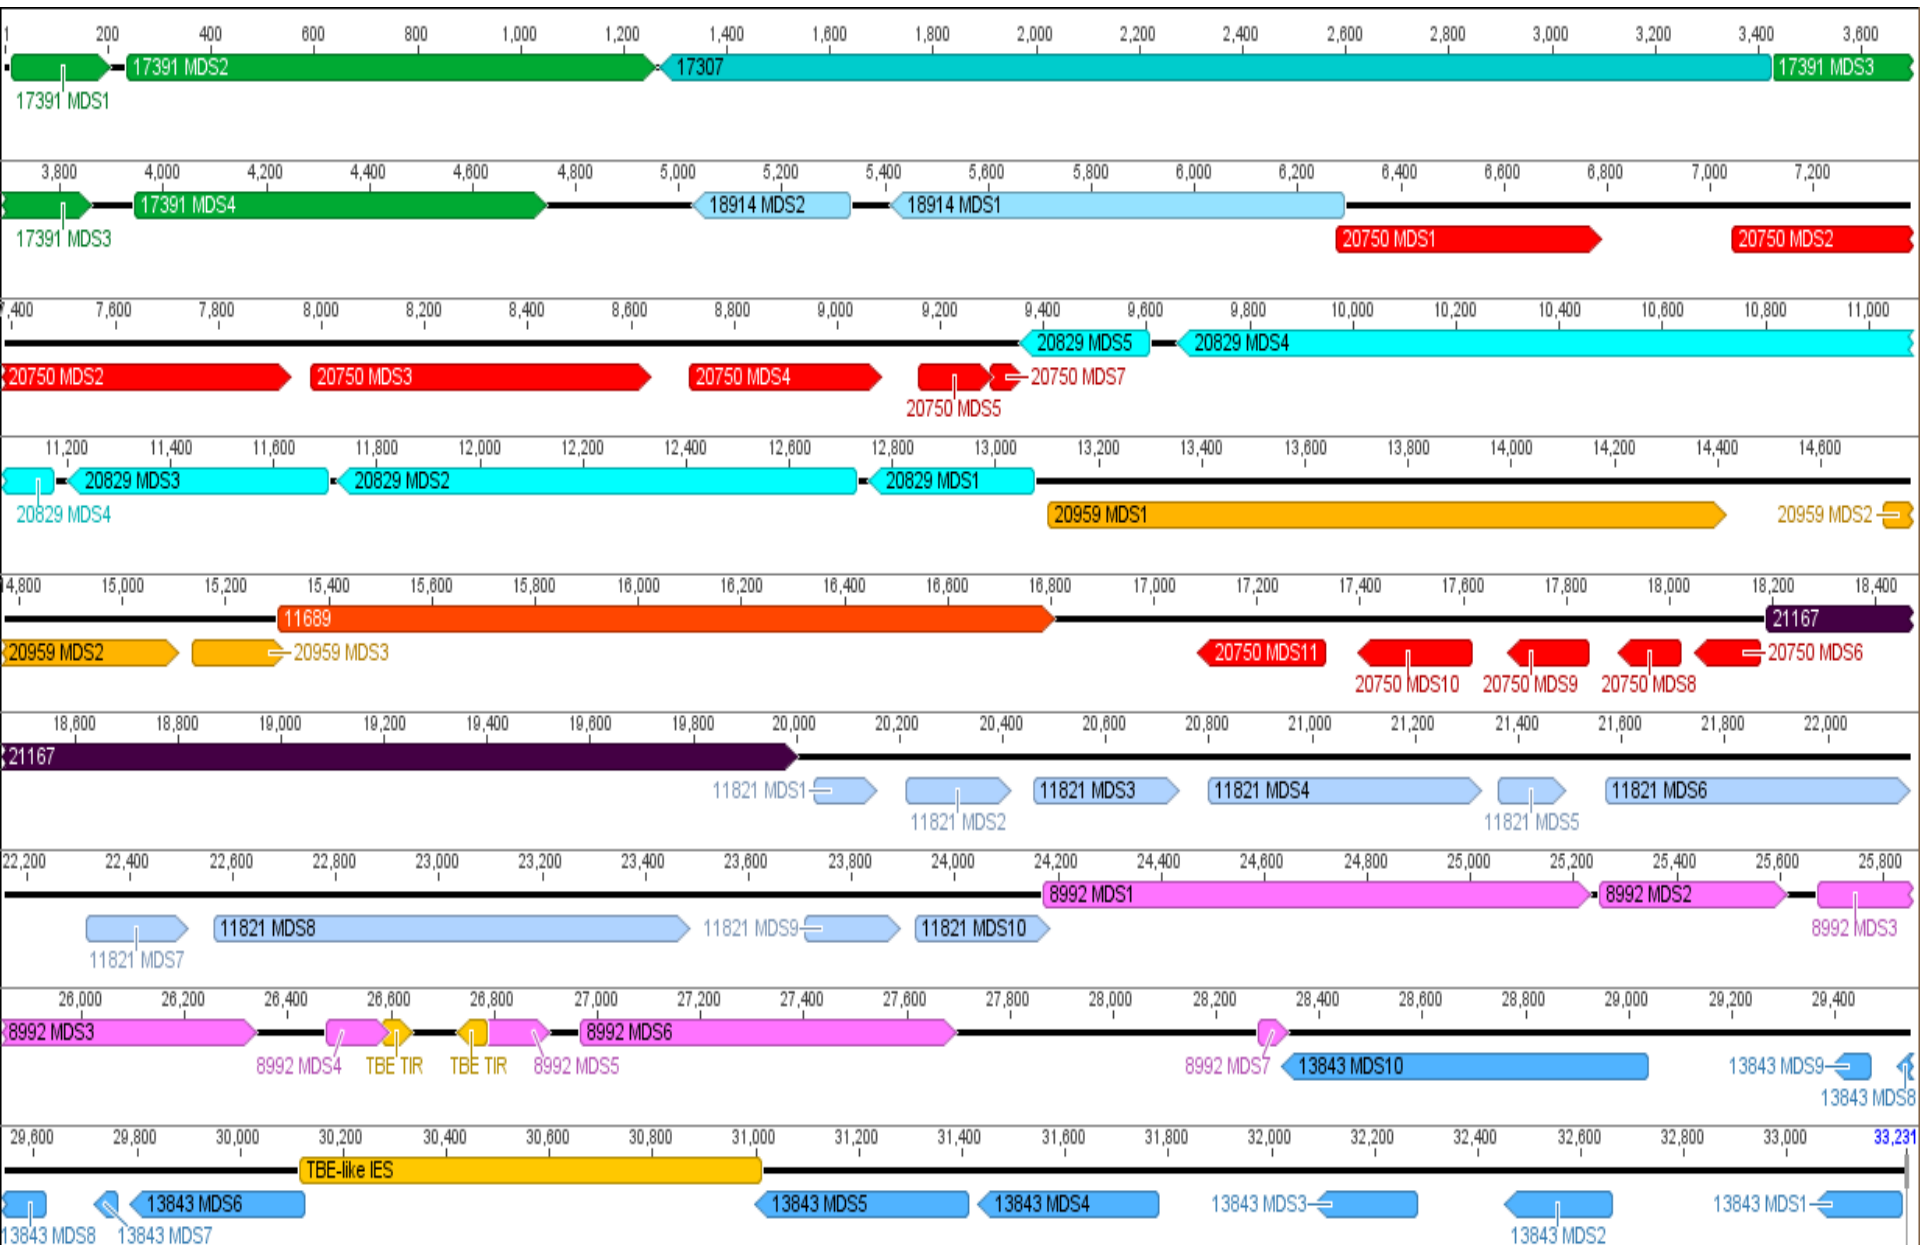 1 200 400 600 800 1,000 1,200 1,400 1,600 1,800 2,000 2,200 2,400 2,600 2,800 3,000 3,200 3,400 3,600
17391 MDS2 17307 17391 MDS3
17391 MDS1
3,800 4,000 4,200 4,400 4,600 4,800 5,000 5,200 5,400 5,600 5,800 6,000 6,200 6,400 6,600 6,800 7,000 7,200
17391 MDS4 18914 MDS2 18914 MDS1
17391 MDS3 20750 MDS1 20750 MDS2
7,400 7,600 7,800 8,000 8,200 8,400 8,600 8,800 9,000 9,200 9,400 9,600 9,800 10,000 10,200 10,400 10,600 10,800 11,000
20829 MDS5 20829 MDS4
20750 MDS2 20750 MDS3 20750 MDS4 20750 MDS7
20750 MDS5
11,200 11,400 11,600 11,800 12,000 12,200 12,400 12,600 12,800 13,000 13,200 13,400 13,600 13,800 14,000 14,200 14,400 14,600
20829 MDS3 20829 MDS2 20829 MDS1
20829 MDS4 20959 MDS1 20959 MDS2
14,800 15,000 15,200 15,400 15,600 15,800 16,000 16,200 16,400 16,600 16,800 17,000 17,200 17,400 17,600 17,800 18,000 18,200 18,400
11689 21167
20959 MDS2 20959 MDS3 20750 MDS11 20750 MDS6
20750 MDS10 20750 MDS9 20750 MDS8
18,600 18,800 19,000 19,200 19,400 19,600 19,800 20,000 20,200 20,400 20,600 20,800 21,000 21,200 21,400 21,600 21,800 22,000
21167
11821 MDS1 11821 MDS3 11821 MDS4 11821 MDS6
11821 MDS2 11821 MDS5
22,200 22,400 22,600 22,800 23,000 23,200 23,400 23,600 23,800 24,000 24,200 24,400 24,600 24,800 25,000 25,200 25,400 25,600 25,800
8992 MDS1 8992 MDS2
11821 MDS8 11821 MDS9 11821 MDS10 8992 MDS3
11821 MDS7
26,000 26,200 26,400 26,600 26,800 27,000 27,200 27,400 27,600 27,800 28,000 28,200 28,400 28,600 28,800 29,000 29,200 29,400
8992 MDS3 8992 MDS6
8992 MDS4 TBE TIR TBE TIR 8992 MDS5 8992 MDS7 13843 MDS10 13843 MDS9
13843 MDS8
29,600 29,800 30,000 30,200 30,400 30,600 30,800 31,000 31,200 31,400 31,600 31,800 32,000 32,200 32,400 32,600 32,800 33,000 33,231
TBE-like IES
13843 MDS6 13843 MDS5 13843 MDS4 13843 MDS3 13843 MDS1
13843 MDS8 13843 MDS7 13843 MDS2